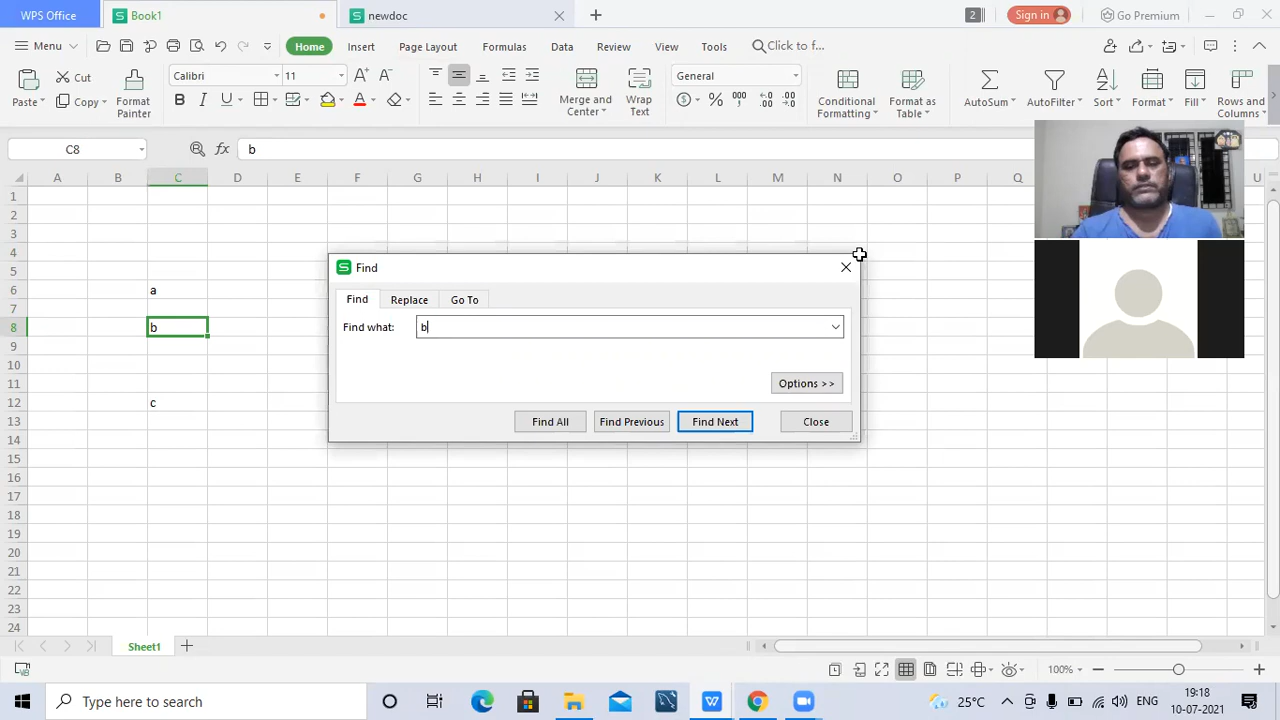 WPS Office Book1 newdoc 2 Sign in Go Premium
Menu Home Insert Page Layout Formulas Data Review View Tools Click to f...
Calibri 11 General
Paste Cut Copy Format Painter Merge and Center Wrap Text Conditional Formatting Format as Table AutoSum AutoFilter Sort Format Fill Rows and Columns
C8 fx b
A B C D E F G H I J K L M N O P Q U
1
2
3
4
5
6 a
7
8 b
9
10
11
12 c
13
14
15
16
17
18
19
20
21
22
23
24
Find
Find Replace Go To
Find what: b
Options >>
Find All Find Previous Find Next Close
Sheet1
100%
Type here to search
25°C ENG 19:18
10-07-2021